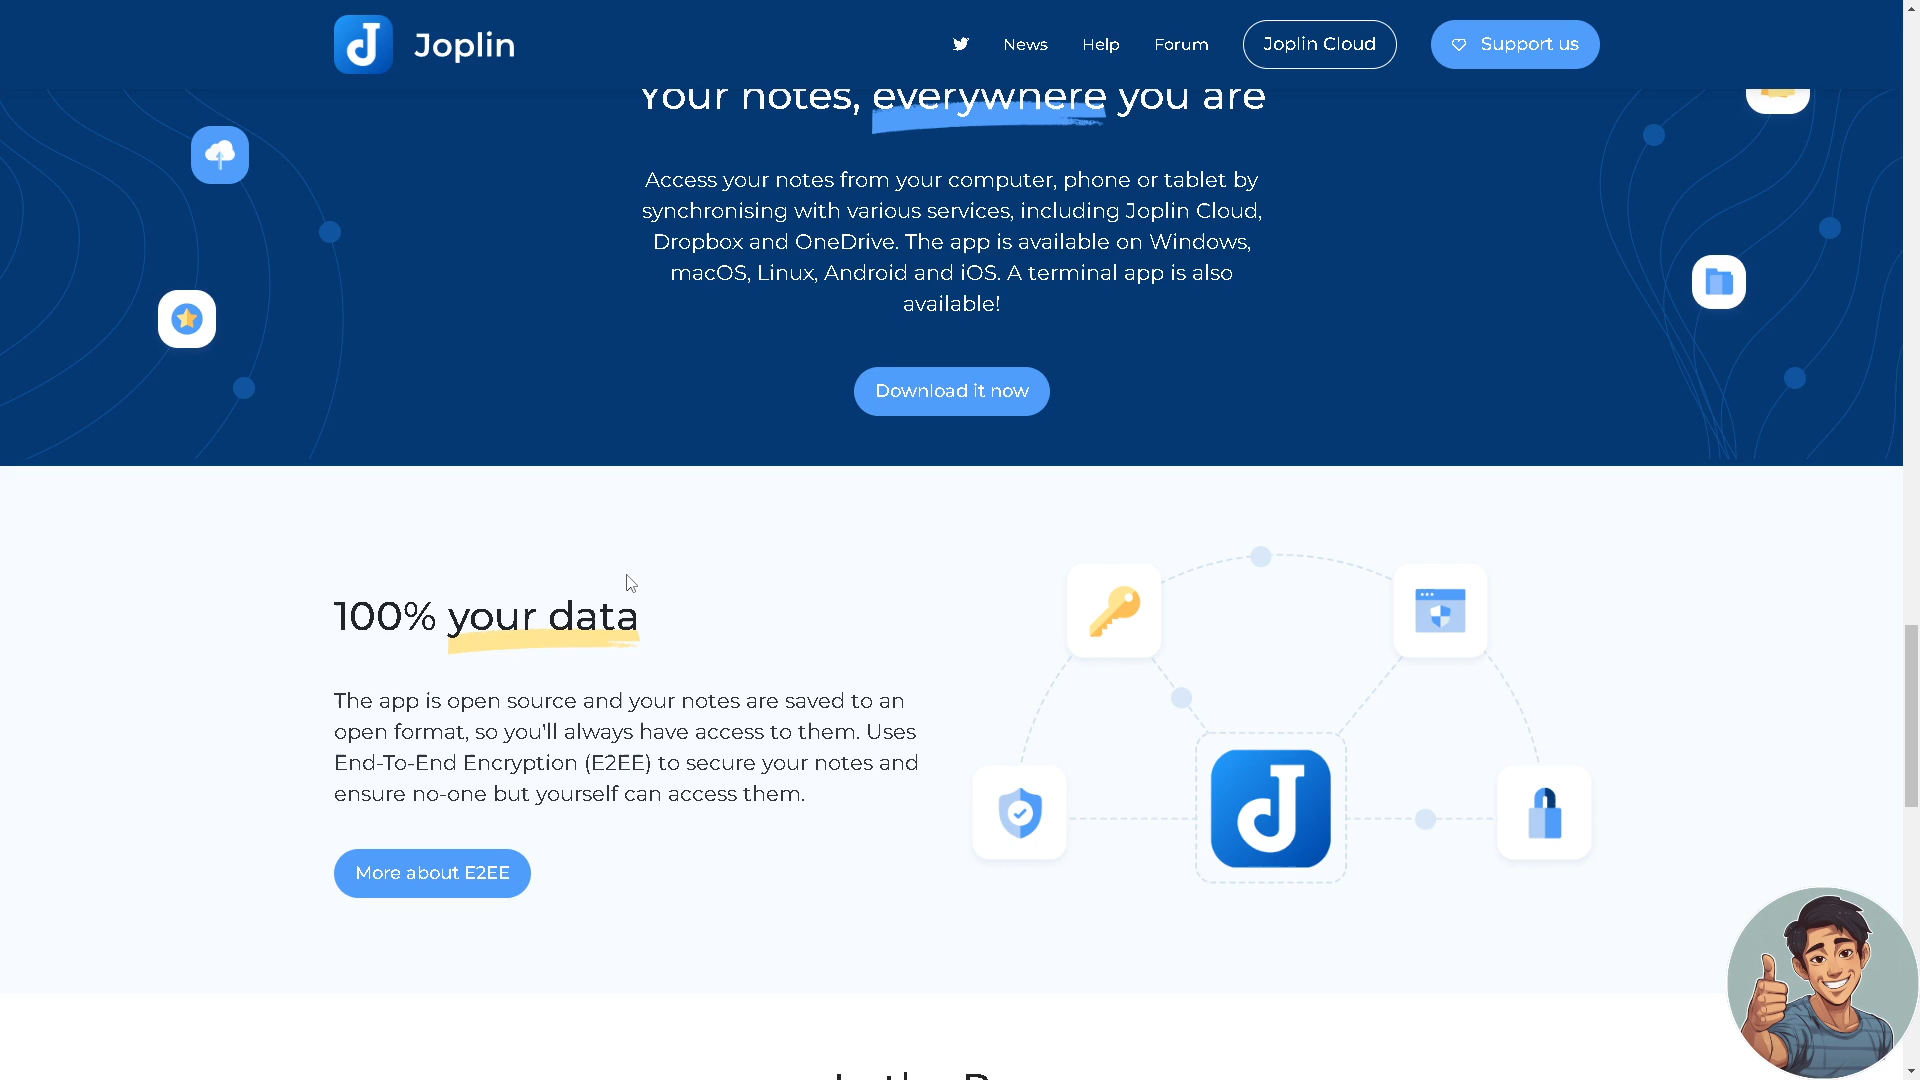 Joplin
News
Help
Forum
Joplin Cloud
Support us
Your notes, everywhere you are
Access your notes from your computer, phone or tablet by
synchronising with various services, including Joplin Cloud,
Dropbox and OneDrive. The app is available on Windows,
macOS, Linux, Android and iOS. A terminal app is also
available!
Download it now
100% your data
The app is open source and your notes are saved to an
open format, so you'll always have access to them. Uses
End-To-End Encryption (E2EE) to secure your notes and
ensure no-one but yourself can access them.
More about E2EE